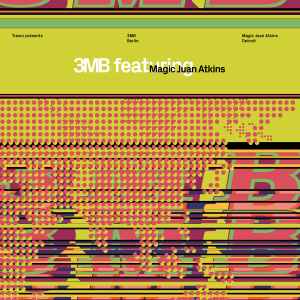 Tresor presents
3MB
Berlin
Magic Juan Atkins
Detroit
3MB featuring
Magic Juan Atkins